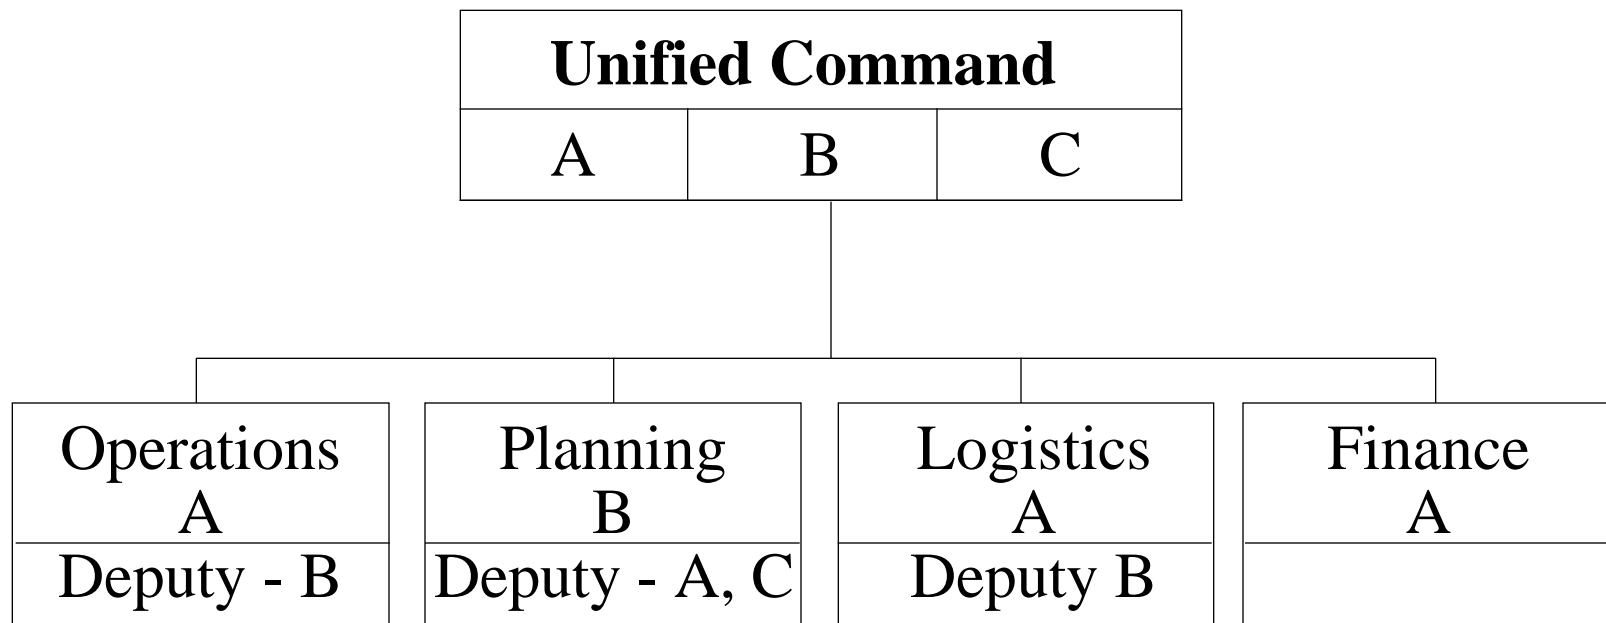 Unified Command
A B C
Operations
A
Deputy - B
Planning
B
Deputy - A, C
Logistics
A
Deputy B
Finance
A